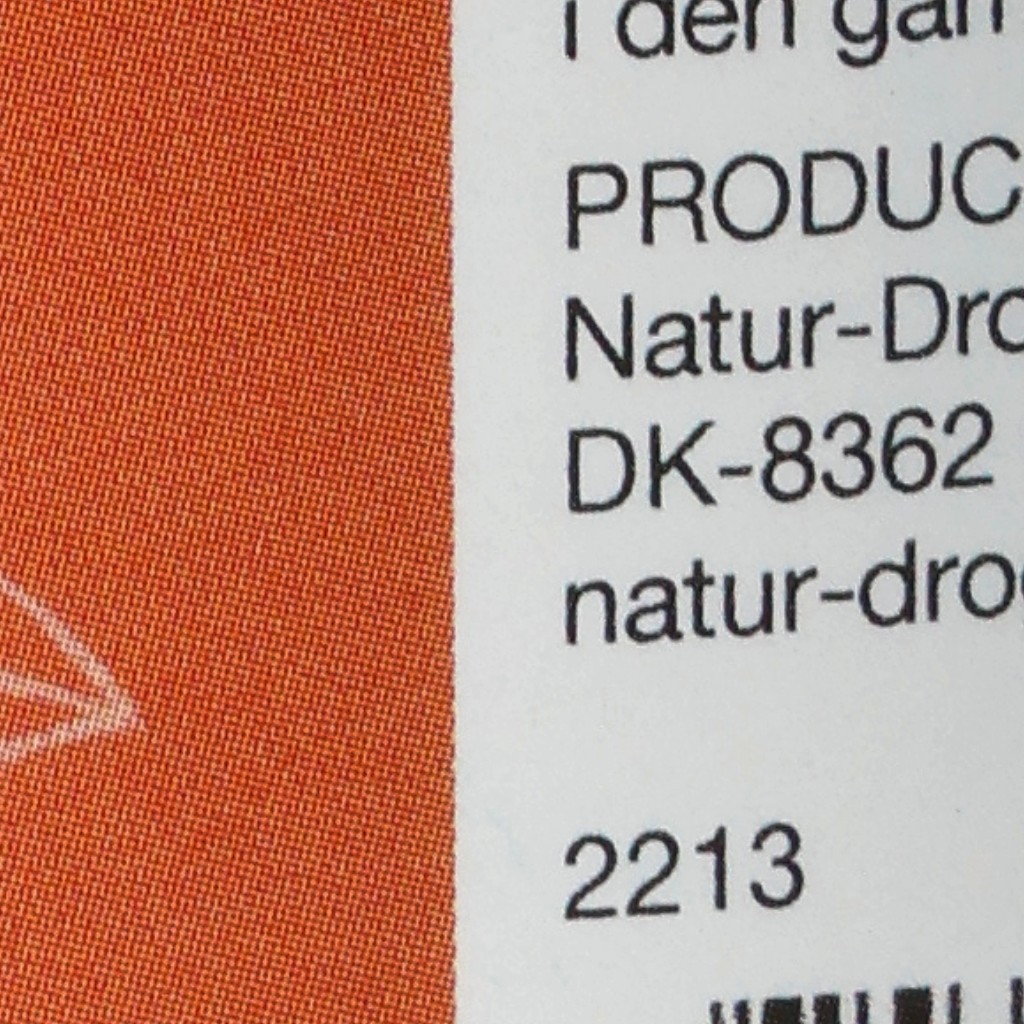 i den gan
PRODUC
Natur-Dro
DK-8362
natur-dro
2213